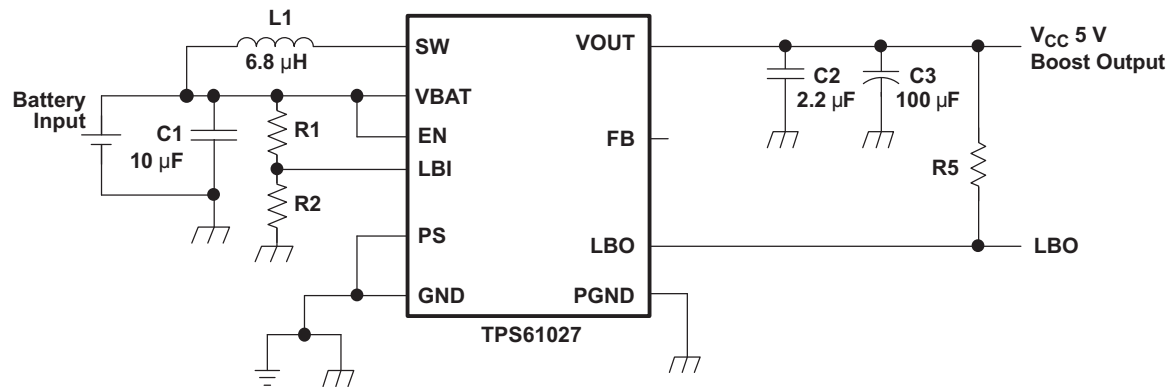 L1
6.8 µH
SW
VOUT
V_CC 5 V
Boost Output
C2
2.2 µF
C3
100 µF
Battery
Input
VBAT
C1
10 µF
R1
EN
FB
LBI
R5
R2
PS
LBO
LBO
GND
PGND
TPS61027